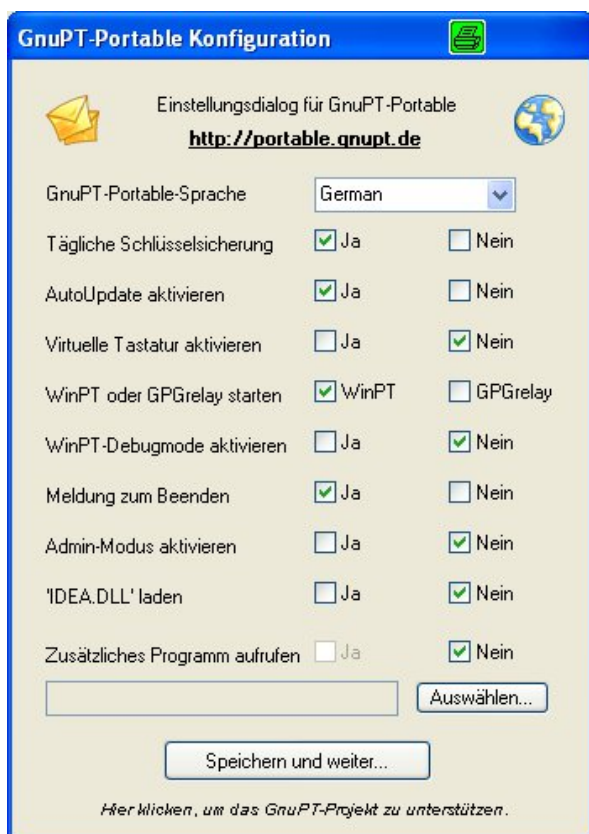 GnuPT-Portable Konfiguration
Einstellungsdialog für GnuPT-Portable
http://portable.gnupt.de
GnuPT-Portable-Sprache German
Tägliche Schlüsselsicherung Ja Nein
AutoUpdate aktivieren Ja Nein
Virtuelle Tastatur aktivieren Ja Nein
WinPT oder GPGrelay starten WinPT GPGrelay
WinPT-Debugmode aktivieren Ja Nein
Meldung zum Beenden Ja Nein
Admin-Modus aktivieren Ja Nein
'IDEA.DLL' laden Ja Nein
Zusätzliches Programm aufrufen Ja Nein
Auswählen...
Speichern und weiter...
Hier klicken, um das GnuPT-Projekt zu unterstützen.